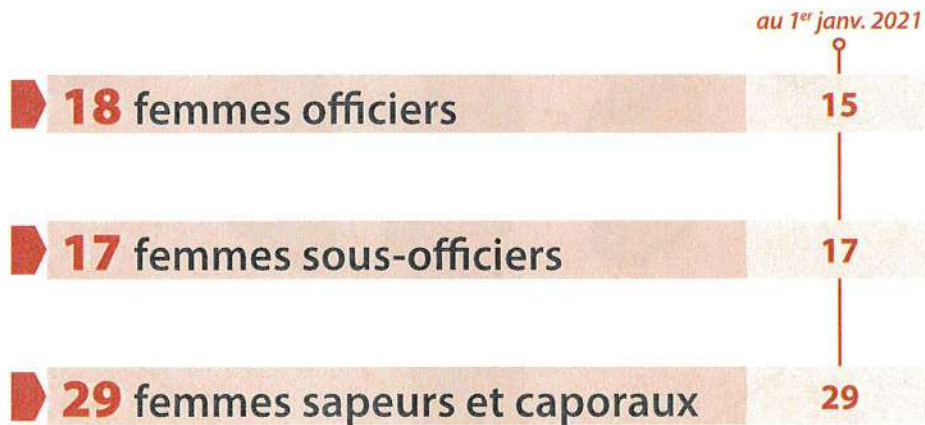 au 1er janv. 2021
18 femmes officiers 15
17 femmes sous-officiers 17
29 femmes sapeurs et caporaux 29